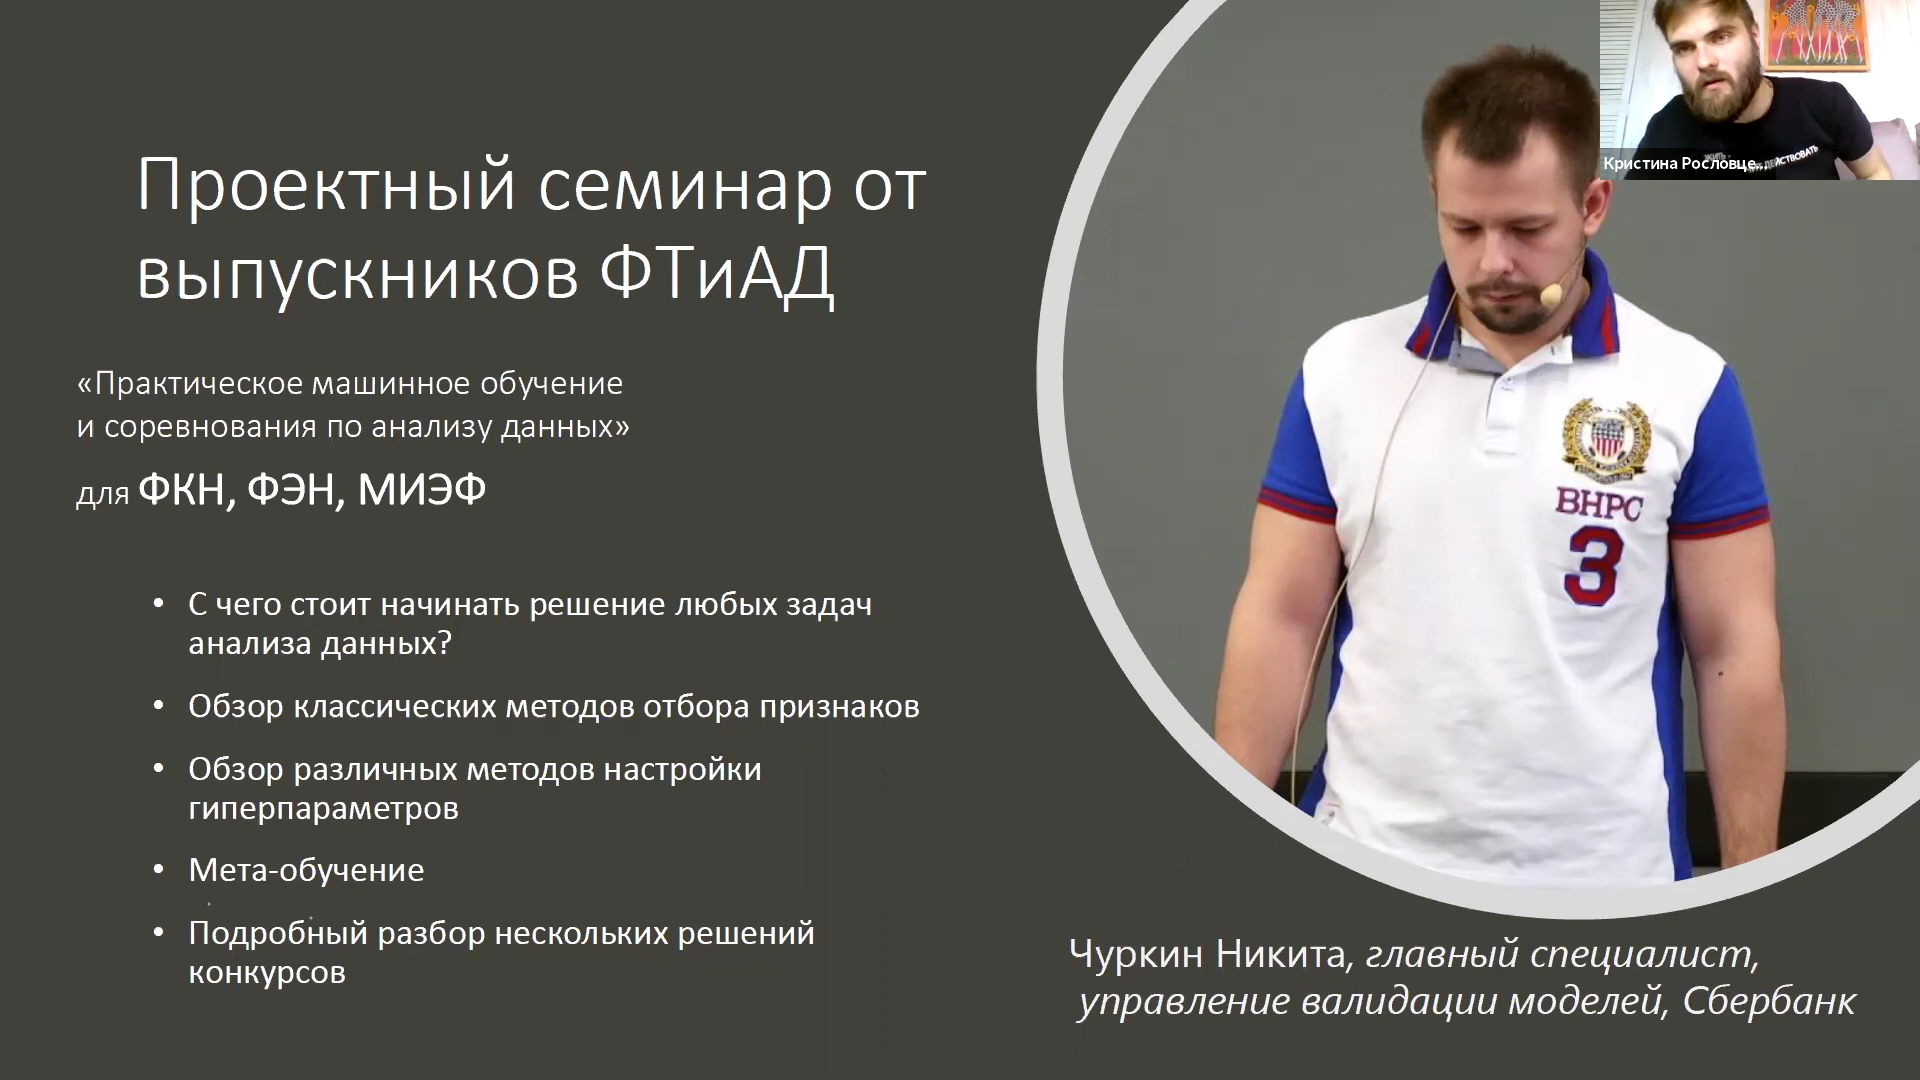 Проектный семинар от
выпускников ФТиАД
«Практическое машинное обучение
и соревнования по анализу данных»
для ФКН, ФЭН, МИЭФ
• С чего стоит начинать решение любых задач
анализа данных?
• Обзор классических методов отбора признаков
• Обзор различных методов настройки
гиперпараметров
• Мета-обучение
• Подробный разбор нескольких решений
конкурсов
Кристина Рословце...
ДЕЙСТВОВАТЬ
BHPC
3
Чуркин Никита, главный специалист,
управление валидации моделей, Сбербанк